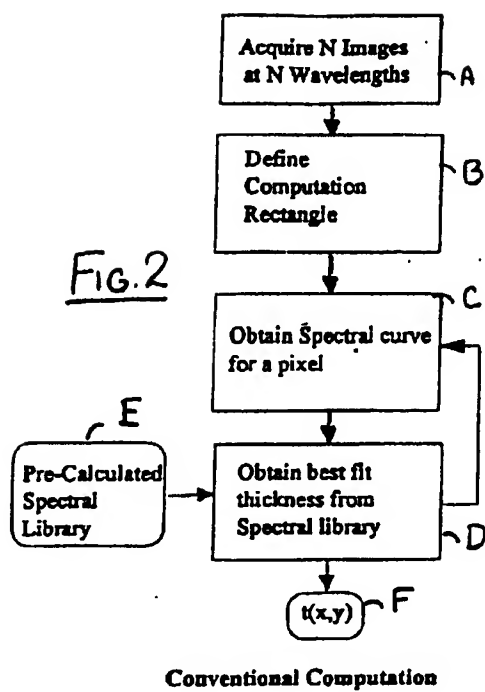 Acquire N Images
at N Wavelengths
A
Define
Computation
Rectangle
B
FIG. 2
C
Obtain Spectral curve
for a pixel
E
Pre-Calculated
Spectral
Library
Obtain best fit
thickness from
Spectral library
D
t(x,y)
F
Conventional Computation